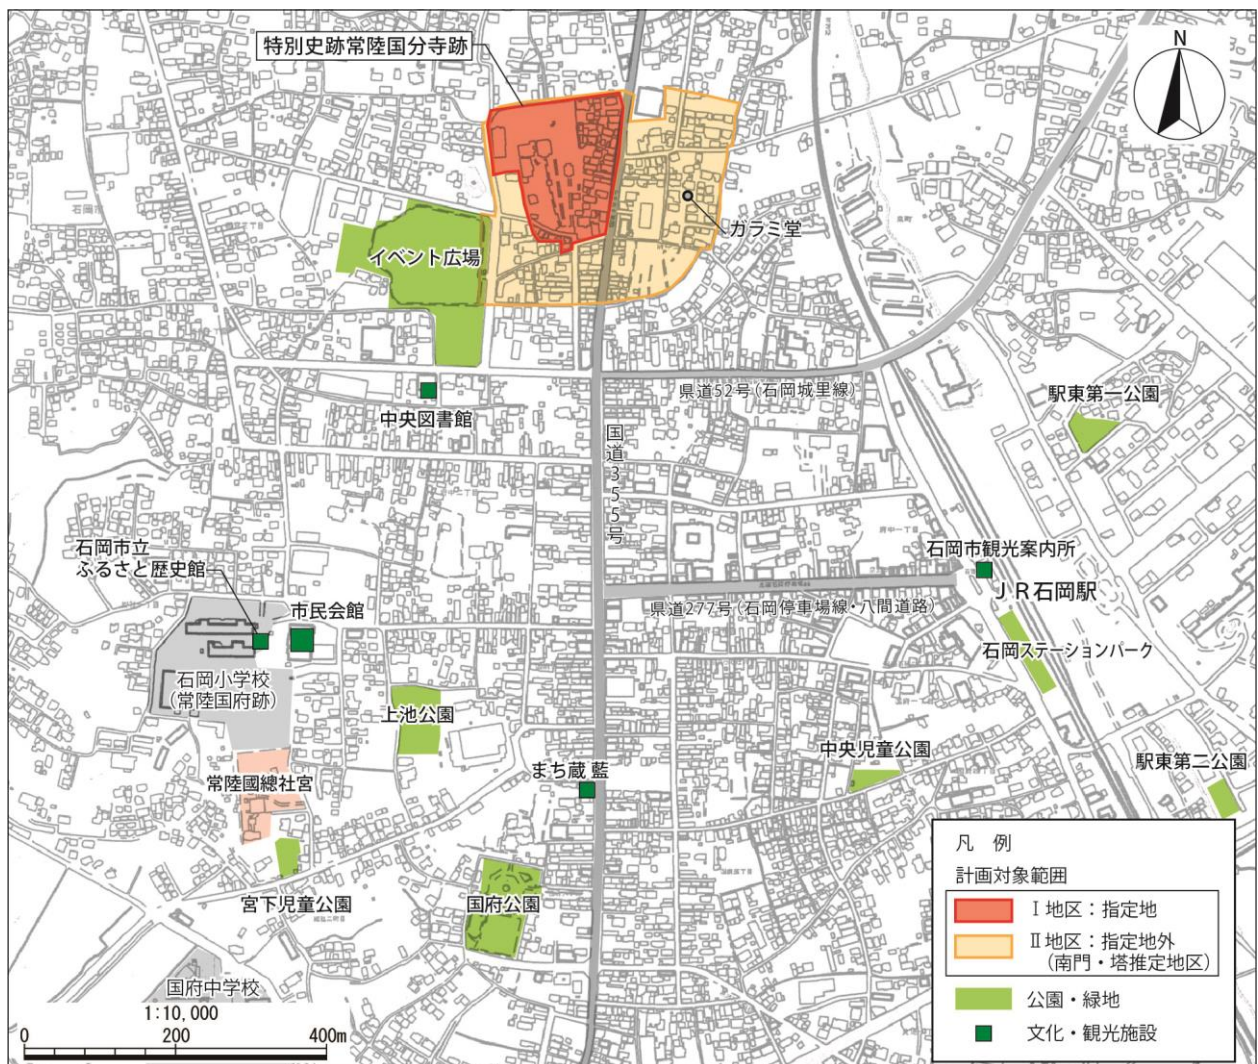 特別史跡常陸国分寺跡
N
ガラミ堂
イベント広場
県道52号(石岡城里線)
駅東第一公園
中央図書館
国道355号
石岡市立
ふるさと歴史館
市民会館
石岡市観光案内所
JR石岡駅
県道277号(石岡停車場線・八間道路)
石岡ステーションパーク
石岡小学校
(常陸国府跡)
上池公園
中央児童公園
常陸國總社宮
まち蔵 藍
駅東第二公園
宮下児童公園
国府公園
国府中学校
1:10,000
0 200 400m
凡 例
計画対象範囲
Ⅰ地区:指定地
Ⅱ地区:指定地外
(南門・塔推定地区)
公園・緑地
文化・観光施設